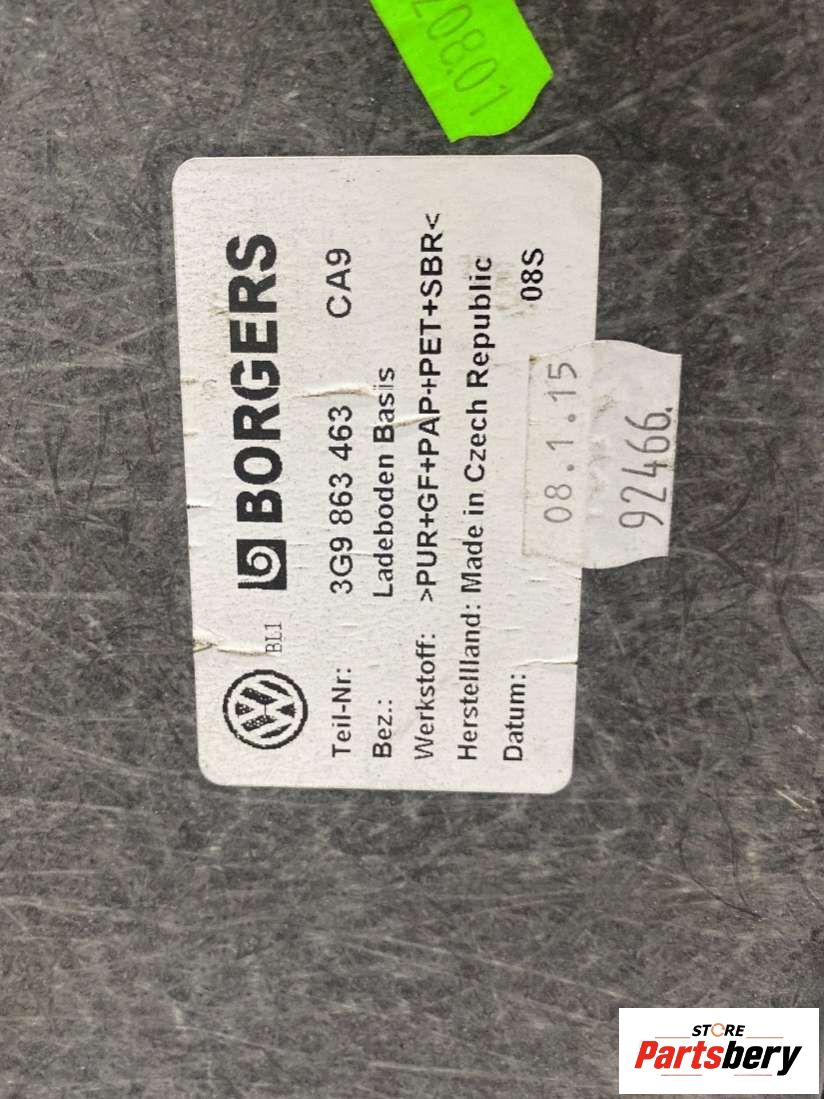 BORGERS
BL1
Teil-Nr: 3G9 863 463 CA9
Bez.: Ladeboden Basis
Werkstoff: >PUR+GF+PAP+PET+SBR<
Herstellland: Made in Czech Republic
Datum: 08S
08.1.15
92466.
STORE
Partsbery